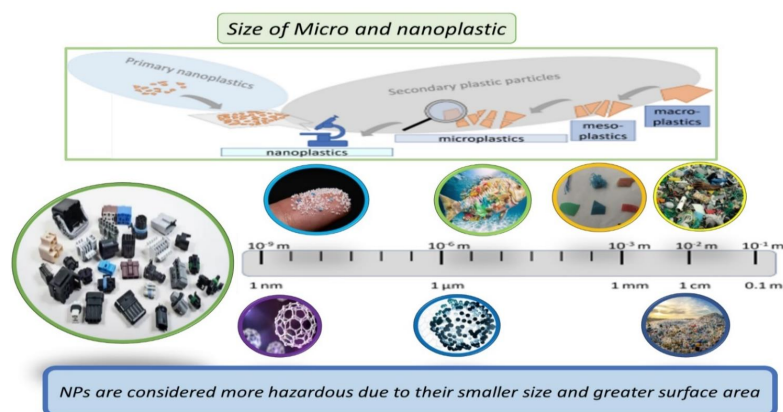 Size of Micro and nanoplastic
Primary nanoplastics
Secondary plastic particles
macro-
plastics
meso-
plastics
microplastics
nanoplastics
10⁻⁹ m
10⁻⁶ m
10⁻³ m
10⁻² m
10⁻¹ m
1 nm
1 μm
1 mm
1 cm
0.1 m
NPs are considered more hazardous due to their smaller size and greater surface area